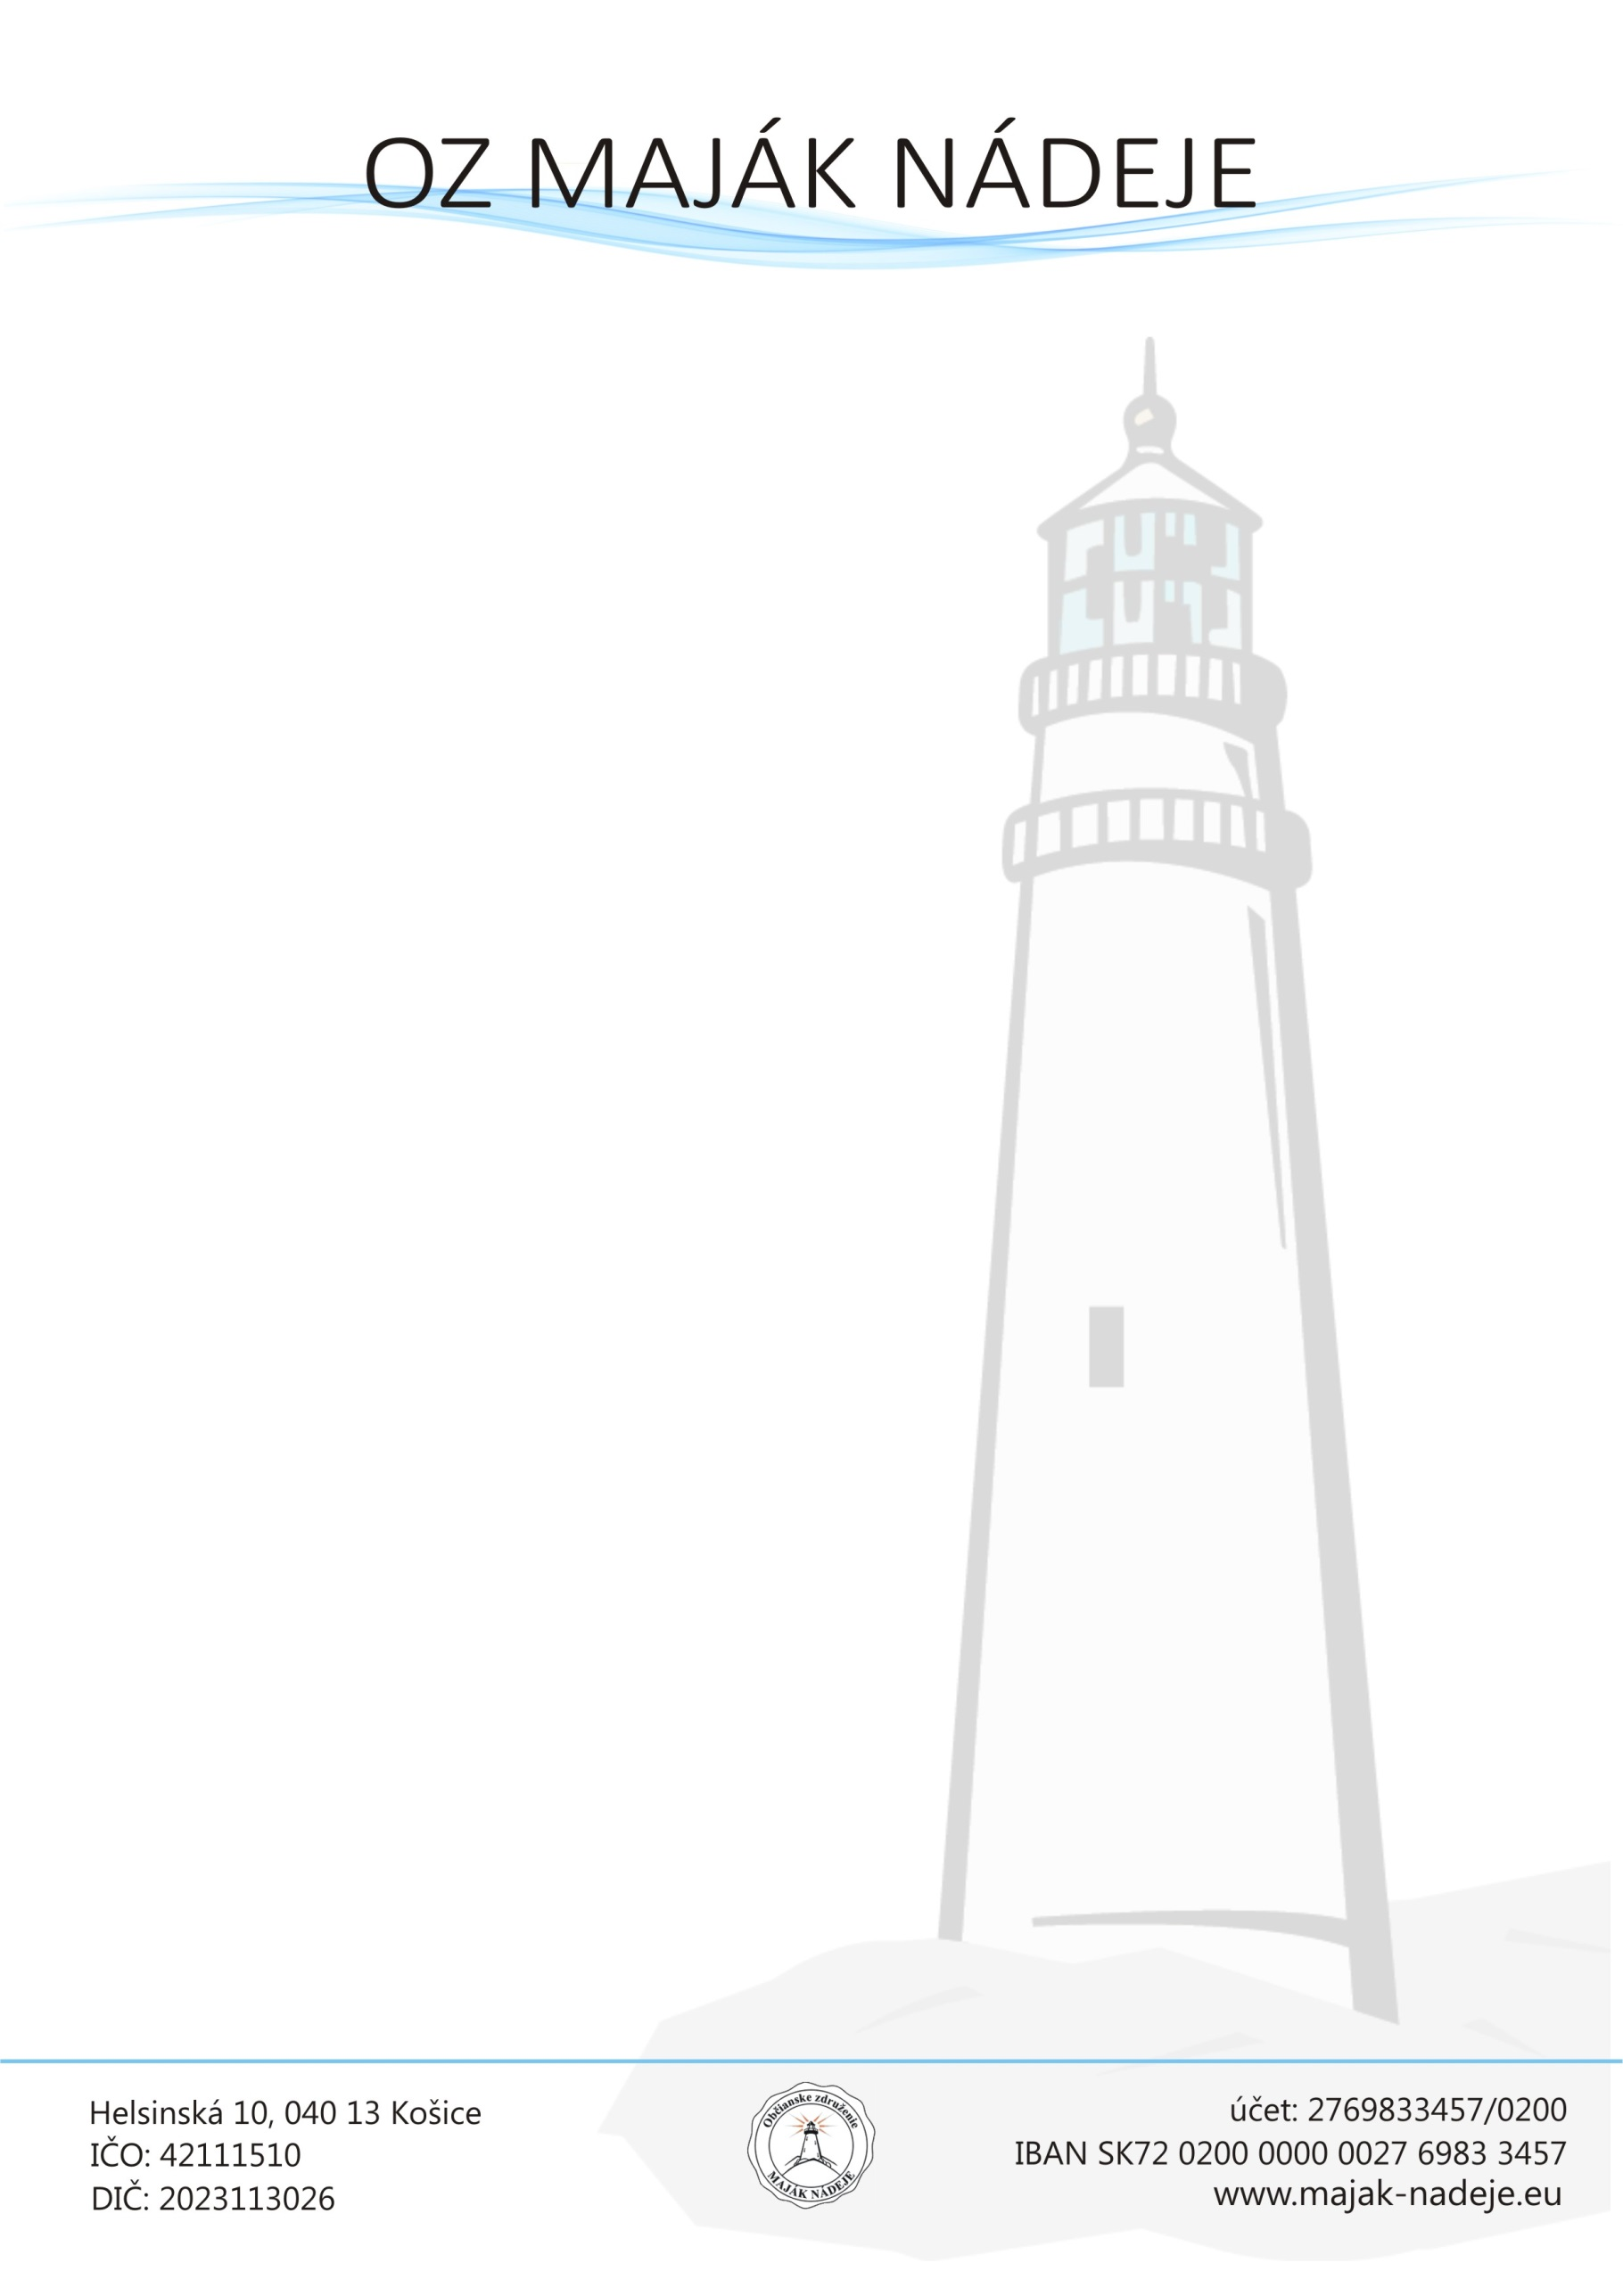 OZ MAJÁK NÁDEJE
Helsinská 10, 040 13 Košice
IČO: 42111510
DIČ: 2023113026
Občianske združenie
MAJÁK NÁDEJE
účet: 2769833457/0200
IBAN SK72 0200 0000 0027 6983 3457
www.majak-nadeje.eu